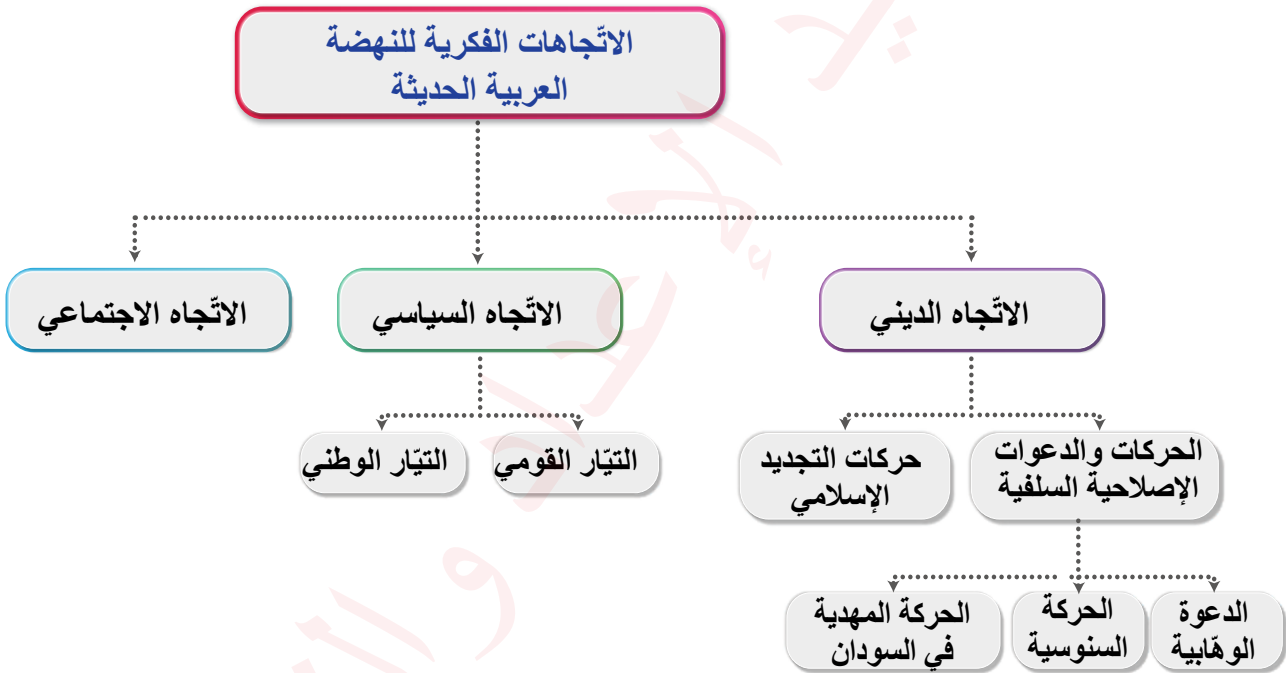 الاتّجاهات الفكرية للنهضة
العربية الحديثة
الاتّجاه الديني
الاتّجاه السياسي
الاتّجاه الاجتماعي
الحركات والدعوات
الإصلاحية السلفية
حركات التجديد
الإسلامي
التيّار القومي
التيّار الوطني
الدعوة
الوهّابية
الحركة
السنوسية
الحركة المهدية
في السودان